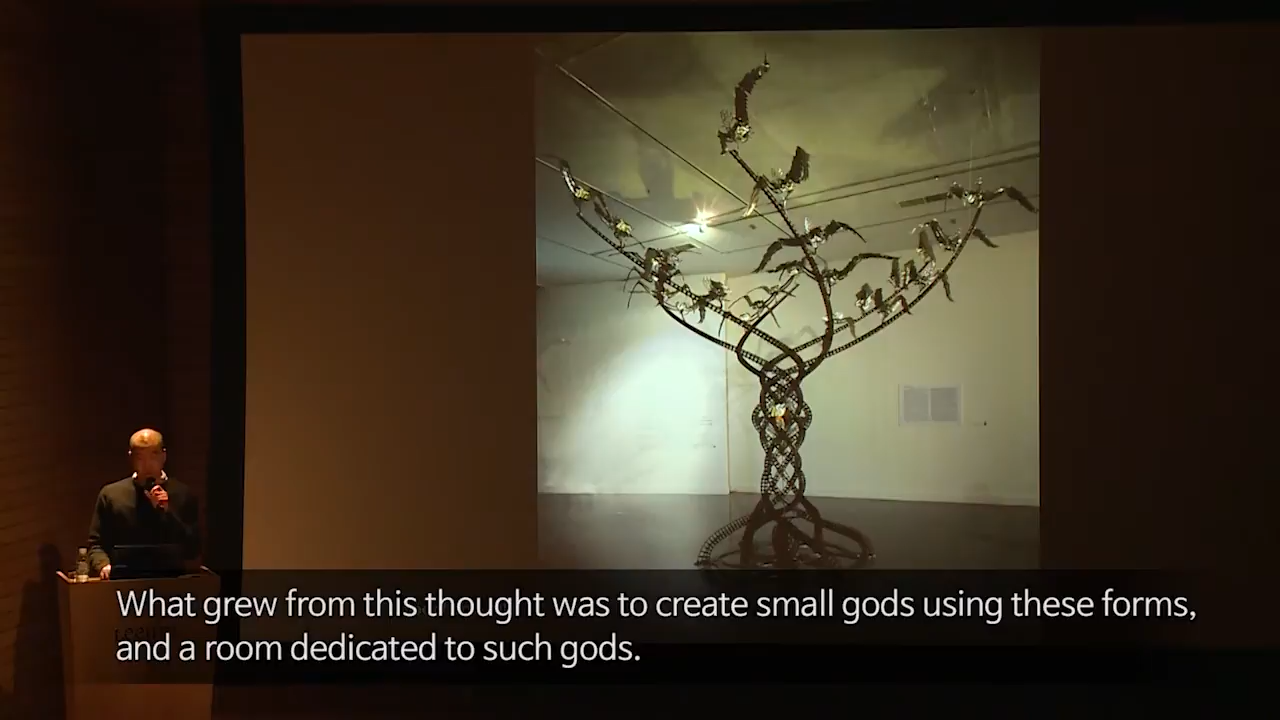 What grew from this thought was to create small gods using these forms,
and a room dedicated to such gods.